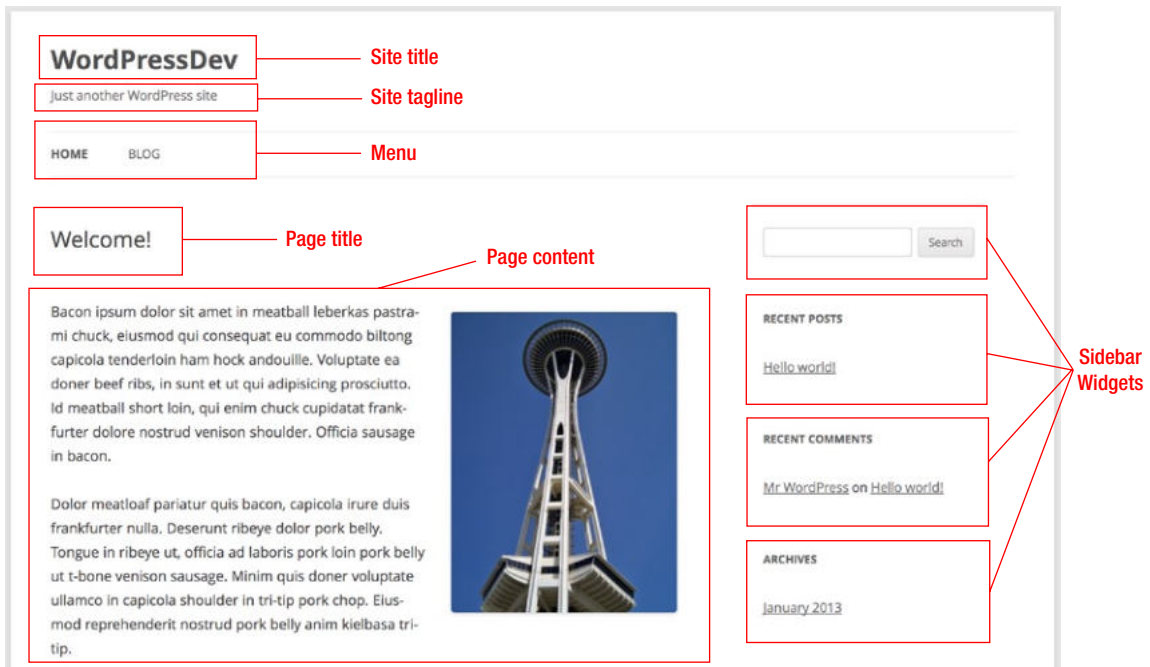 WordPressDev
Site title
Just another WordPress site
Site tagline
HOME BLOG
Menu
Welcome!
Page title
Page content
Bacon ipsum dolor sit amet in meatball leberkas pastra-
mi chuck, eiusmod qui consequat eu commodo biltong
capicola tenderloin ham hock andouille. Voluptate ea
doner beef ribs, in sunt et ut qui adipisicing prosciutto.
Id meatball short loin, qui enim chuck cupidatat frank-
furter dolore nostrud venison shoulder. Officia sausage
in bacon.
Dolor meatloaf pariatur quis bacon, capicola irure duis
frankfurter nulla. Deserunt ribeye dolor pork belly.
Tongue in ribeye ut, officia ad laboris pork loin pork belly
ut t-bone venison sausage. Minim quis doner voluptate
ullamco in capicola shoulder in tri-tip pork chop. Eius-
mod reprehenderit nostrud pork belly anim kielbasa tri-
tip.
Search
RECENT POSTS
Hello world!
RECENT COMMENTS
Mr WordPress on Hello world!
ARCHIVES
January 2013
Sidebar
Widgets